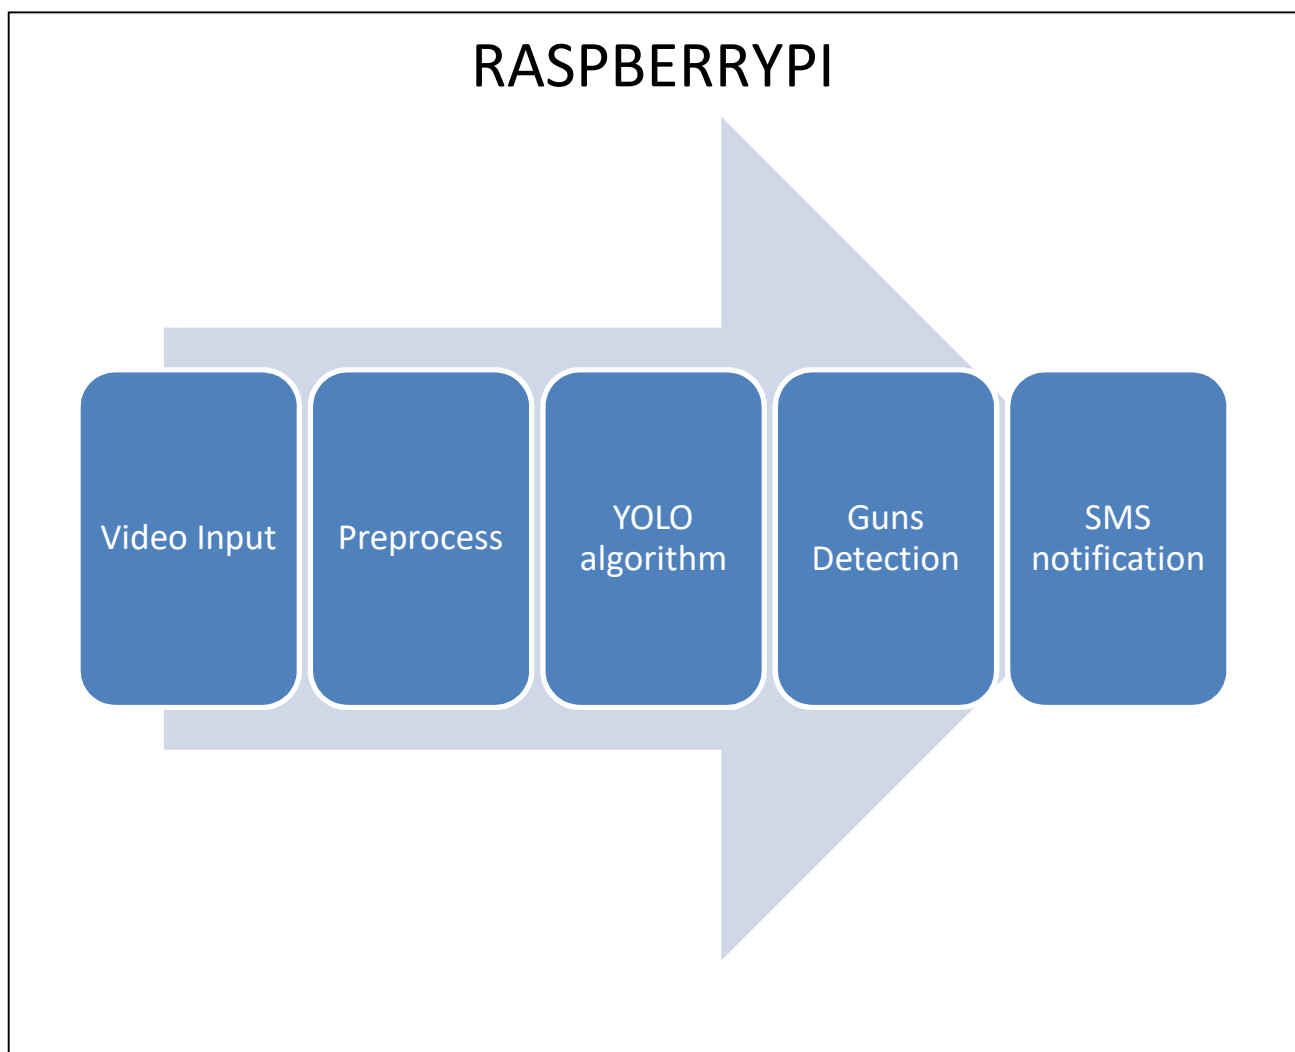 RASPBERRYPI
Video Input
Preprocess
YOLO
algorithm
Guns
Detection
SMS
notification